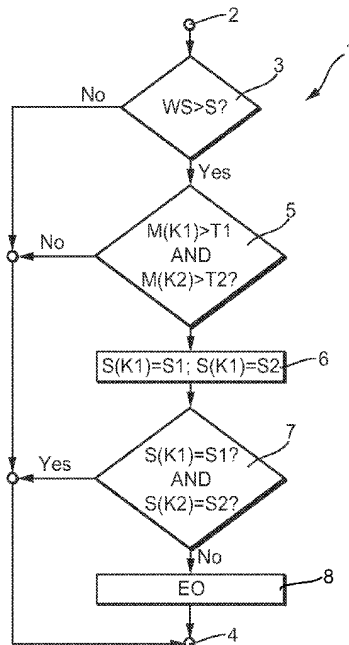 2
3
No
WS>S?
Yes
5
No
M(K1)>T1
AND
M(K2)>T2?
S(K1)=S1; S(K1)=S2
6
7
Yes
S(K1)=S1?
AND
S(K2)=S2?
No
EO
8
4